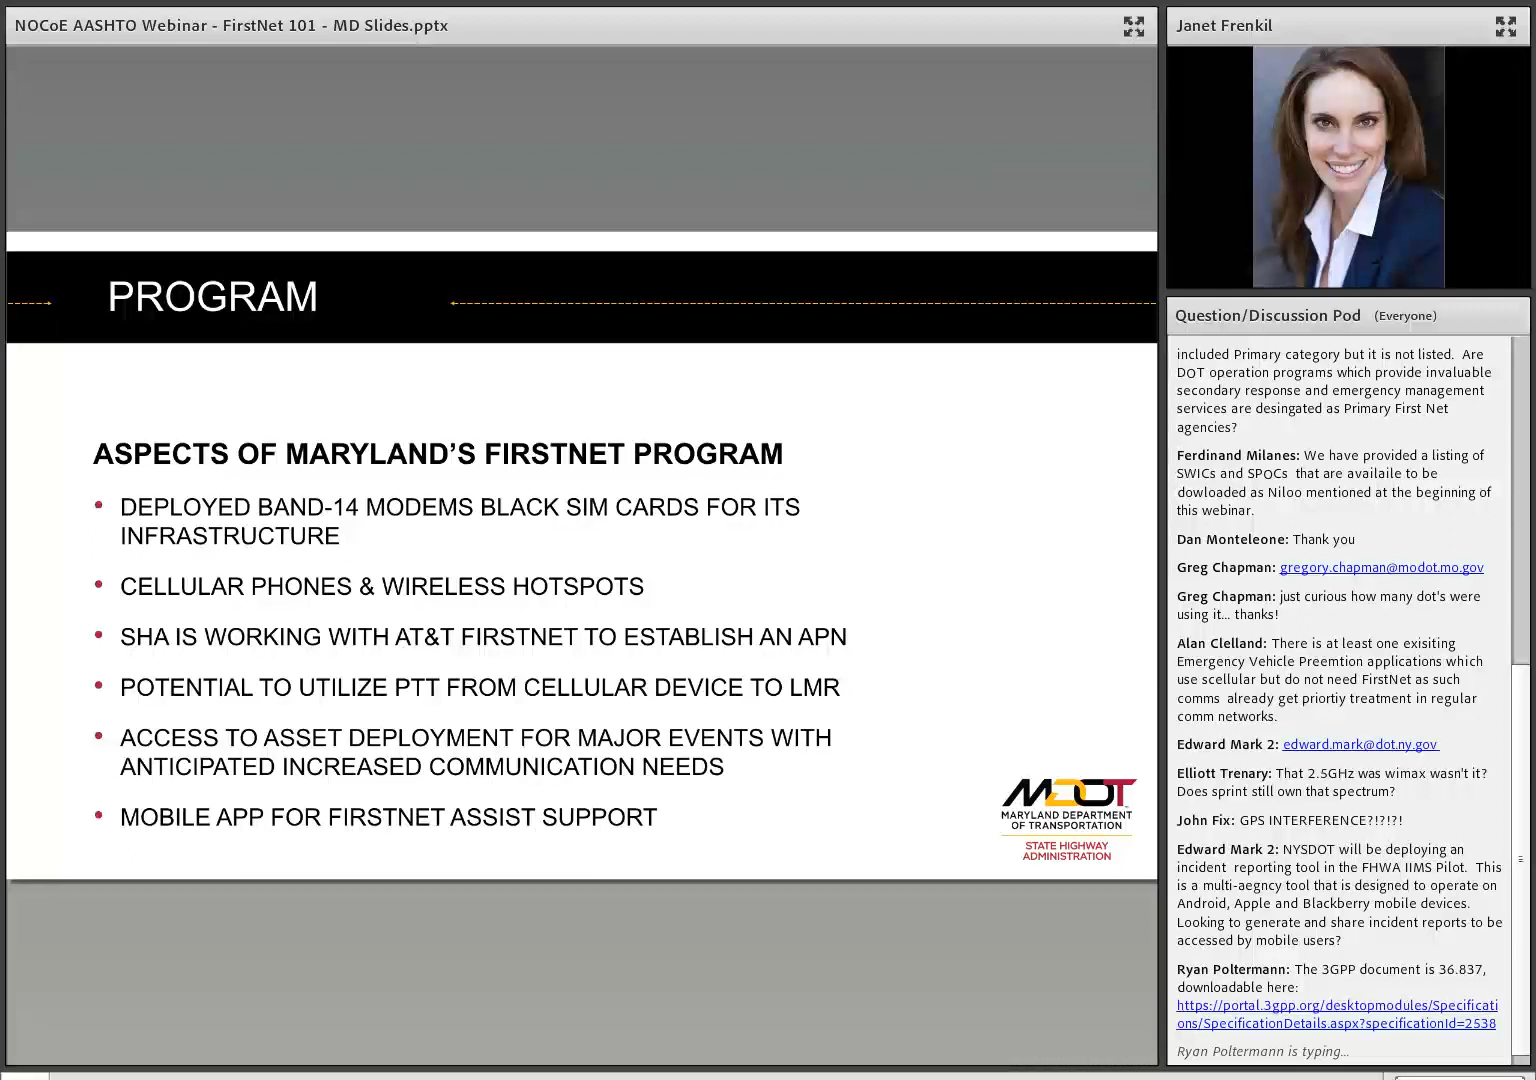 NOCoE AASHTO Webinar - FirstNet 101 - MD Slides.pptx
PROGRAM
ASPECTS OF MARYLAND’S FIRSTNET PROGRAM
• DEPLOYED BAND-14 MODEMS BLACK SIM CARDS FOR ITS
INFRASTRUCTURE
• CELLULAR PHONES & WIRELESS HOTSPOTS
• SHA IS WORKING WITH AT&T FIRSTNET TO ESTABLISH AN APN
• POTENTIAL TO UTILIZE PTT FROM CELLULAR DEVICE TO LMR
• ACCESS TO ASSET DEPLOYMENT FOR MAJOR EVENTS WITH
ANTICIPATED INCREASED COMMUNICATION NEEDS
• MOBILE APP FOR FIRSTNET ASSIST SUPPORT
MDOT
MARYLAND DEPARTMENT
OF TRANSPORTATION
STATE HIGHWAY
ADMINISTRATION
Janet Frenkil
Question/Discussion Pod (Everyone)
included Primary category but it is not listed. Are
DOT operation programs which provide invaluable
secondary response and emergency management
services are desingated as Primary First Net
agencies?
Ferdinand Milanes: We have provided a listing of
SWICs and SPOCs that are availaile to be
dowloaded as Niloo mentioned at the beginning of
this webinar.
Dan Monteleone: Thank you
Greg Chapman: gregory.chapman@modot.mo.gov
Greg Chapman: just curious how many dot's were
using it... thanks!
Alan Clelland: There is at least one exisiting
Emergency Vehicle Preemtion applications which
use scellular but do not need FirstNet as such
comms already get priortiy treatment in regular
comm networks.
Edward Mark 2: edward.mark@dot.ny.gov
Elliott Trenary: That 2.5GHz was wimax wasn't it?
Does sprint still own that spectrum?
John Fix: GPS INTERFERENCE?!?!?!
Edward Mark 2: NYSDOT will be deploying an
incident reporting tool in the FHWA IIMS Pilot. This
is a multi-aegncy tool that is designed to operate on
Android, Apple and Blackberry mobile devices.
Looking to generate and share incident reports to be
accessed by mobile users?
Ryan Poltermann: The 3GPP document is 36.837,
downloadable here:
https://portal.3gpp.org/desktopmodules/Specificati
ons/SpecificationDetails.aspx?specificationId=2538
Ryan Poltermann is typing...